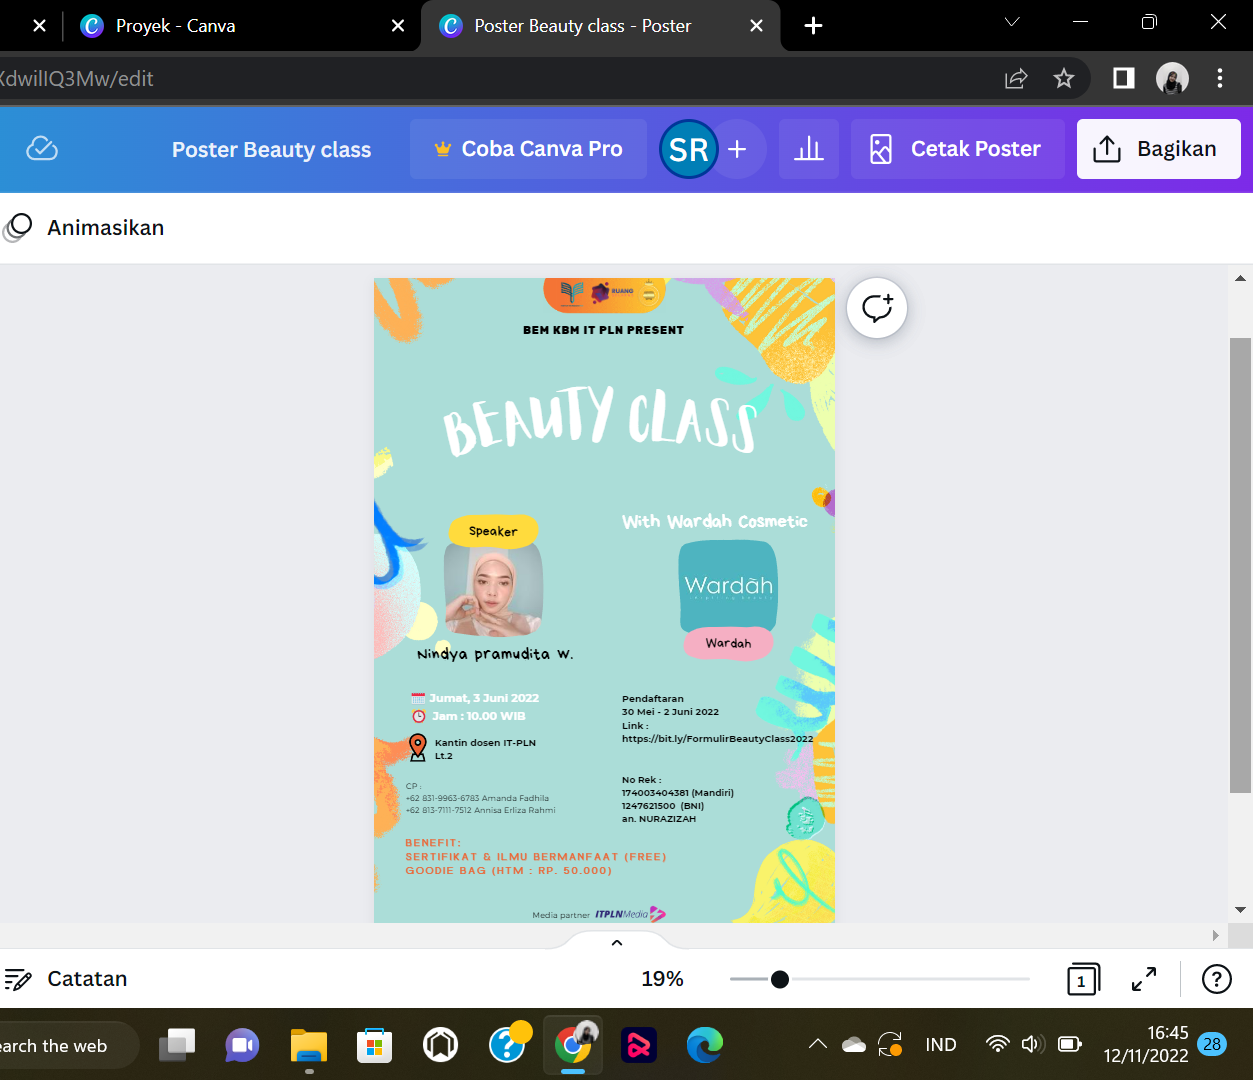 Proyek - Canva
Poster Beauty class - Poster
XdwilIQ3Mw/edit
Poster Beauty class
Coba Canva Pro
SR
Cetak Poster
Bagikan
Animasikan
RUANG
BEM KBM IT PLN PRESENT
BEAUTY CLASS
Speaker
With Wardah Cosmetic
Wardah
Wardah
Nindya pramudita W.
Jumat, 3 Juni 2022
Jam : 10.00 WIB
Kantin dosen IT-PLN
Lt.2
Pendaftaran
30 Mei - 2 Juni 2022
Link :
https://bit.ly/FormulirBeautyClass2022
CP :
+62 831-9963-6783 Amanda Fadhila
+62 813-7111-7512 Annisa Erliza Rahmi
No Rek :
174003404381 (Mandiri)
1247621500 (BNI)
an. NURAZIZAH
BENEFIT:
SERTIFIKAT & ILMU BERMANFAAT (FREE)
GOODIE BAG (HTM : RP. 50.000)
Media partner ITPLNMedia
Catatan
19%
1
earch the web
IND
16:45
12/11/2022
28